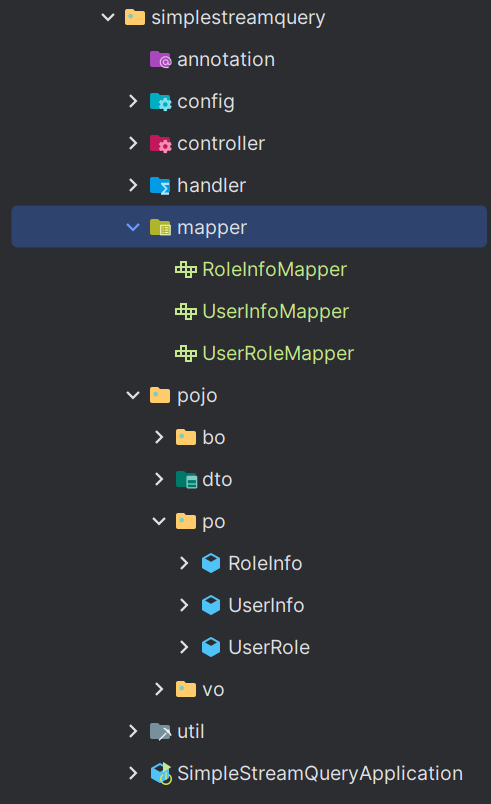 simplestreamquery
annotation
config
controller
handler
mapper
RoleInfoMapper
UserInfoMapper
UserRoleMapper
pojo
bo
dto
po
RoleInfo
UserInfo
UserRole
vo
util
SimpleStreamQueryApplication